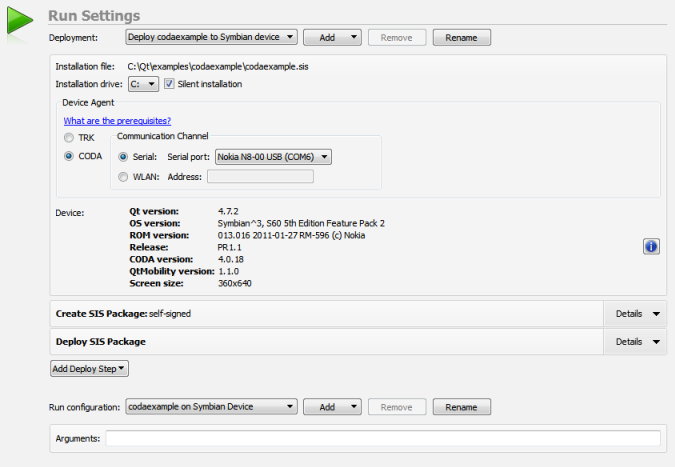 Run Settings
Deployment: Deploy codaexample to Symbian device Add Remove Rename
Installation file: C:\Qt\examples\codaexample\codaexample.sis
Installation drive: C: Silent installation
Device Agent
What are the prerequisites?
TRK Communication Channel
CODA Serial: Serial port: Nokia N8-00 USB (COM6)
WLAN: Address:
Device: Qt version: 4.7.2
OS version: Symbian^3, S60 5th Edition Feature Pack 2
ROM version: 013.016 2011-01-27 RM-596 (c) Nokia
Release: PR1.1
CODA version: 4.0.18
QtMobility version: 1.1.0
Screen size: 360x640
Create SIS Package: self-signed Details
Deploy SIS Package Details
Add Deploy Step
Run configuration: codaexample on Symbian Device Add Remove Rename
Arguments: